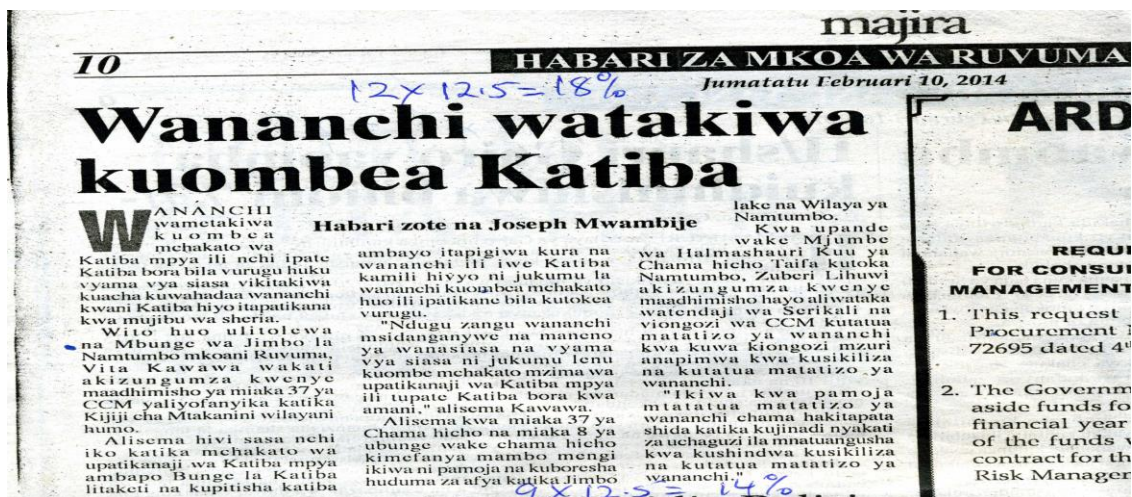 majira
10
HABARI ZA MKOA WA RUVUMA
Jumatatu Februari 10, 2014
12 x 12.5 = 18%
Wananchi watakiwa
kuombea Katiba
Habari zote na Joseph Mwambije
WANANCHI
wametakiwa
kuombea
mchakato wa
Katiba mpya ili nchi ipate
Katiba bora bila vurugu huku
vyama vya siasa vikitakiwa
kuacha kuwahadaa wananchi
kwani Katiba hiyo itapatikana
kwa mujibu wa sheria.
Wito huo ulitolewa
na Mbunge wa Jimbo la
Namtumbo mkoani Ruvuma,
Vita Kawawa wakati
akizungumza kwenye
maadhimisho ya miaka 37 ya
CCM yaliyofanyika katika
Kijiji cha Mtakanini wilayani
humo.
Alisema hivi sasa nchi
iko katika mchakato wa
upatikanaji wa Katiba mpya
ambapo Bunge la Katiba
litaketi na kupitisha katiba
ambayo itapigiwa kura na
wananchi ili iwe Katiba
kamili hivyo ni jukumu la
wananchi kuombea mchakato
huo ili ipatikane bila kutokea
vurugu.
"Ndugu zangu wananchi
msidanganywe na maneno
ya wanasiasa na vyama
vya siasa ni jukumu lenu
kuombe mchakato mzima wa
upatikanaji wa Katiba mpya
ili tupate Katiba bora kwa
amani," alisema Kawawa.
Alisema kwa miaka 37 ya
Chama hicho na miaka 8 ya
ubunge wake chama hicho
kimefanya mambo mengi
ikiwa ni pamoja na kuboresha
huduma za afya katika Jimbo
lake na Wilaya ya
Namtumbo.
Kwa upande
wake Mjumbe
wa Halmashauri Kuu ya
Chama hicho Taifa kutoka
Namtumbo, Zuberi Lihuwi
akizungumza kwenye
maadhimisho hayo aliwataka
watendaji wa Serikali na
viongozi wa CCM kutatua
matatizo ya wananchi
kwa kuwa kiongozi mzuri
anapimwa kwa kusikiliza
na kutatua matatizo ya
wananchi.
"Ikiwa kwa pamoja
mtatatua matatizo ya
wananchi chama hakitapata
shida katika kujinadi nyakati
za uchaguzi ila mnatuangusha
kwa kushindwa kusikiliza
na kutatua matatizo ya
wananchi."
9 x 12.5 = 14%
ARD
REQU
FOR CONSUL
MANAGEMENT
1. This request
Procurement
72695 dated 4th
2. The Governm
aside funds fo
financial year
of the funds
contract for th
Risk Manager